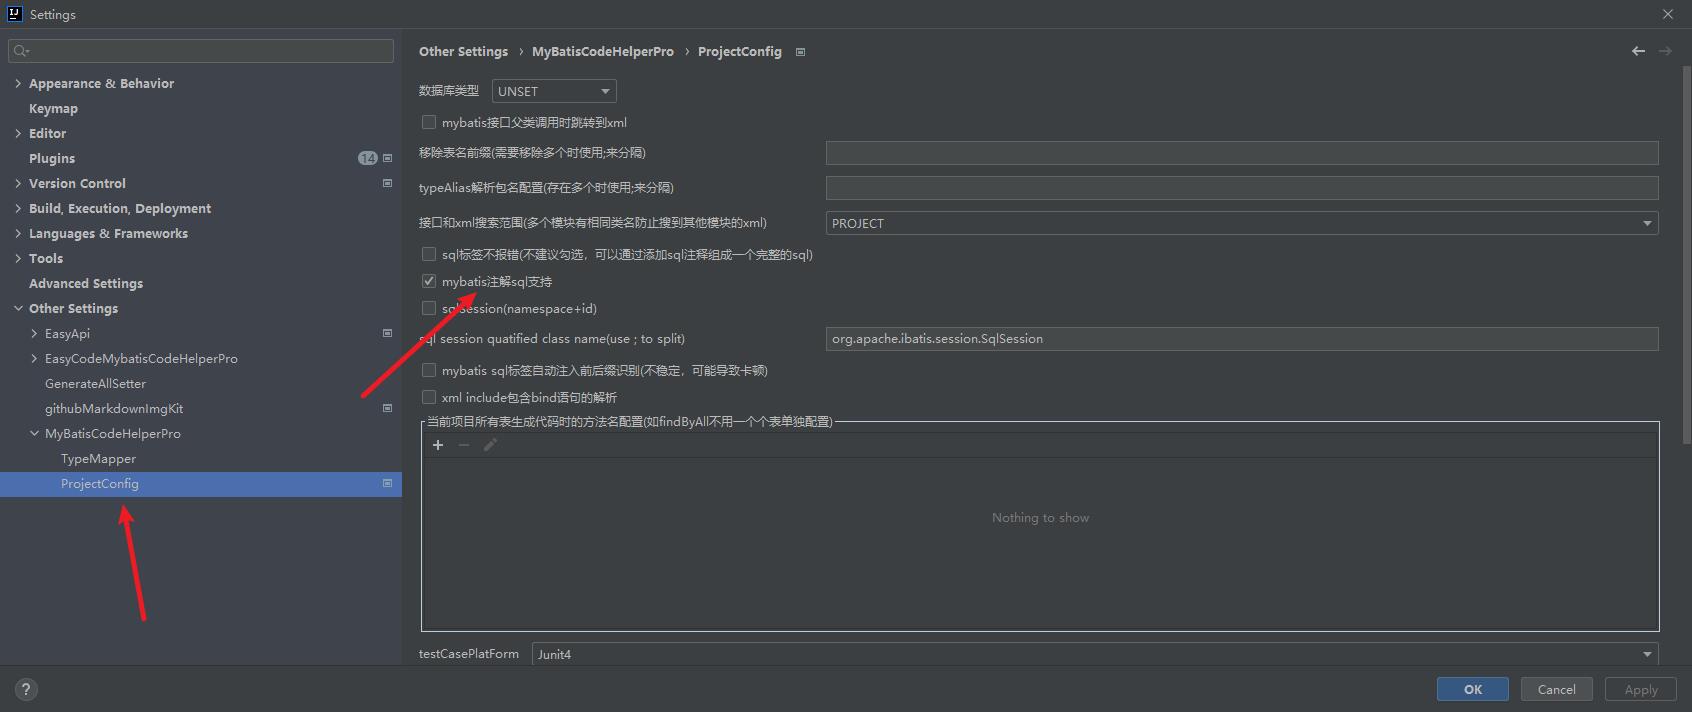 Settings
Appearance & Behavior
Keymap
Editor
Plugins 14
Version Control
Build, Execution, Deployment
Languages & Frameworks
Tools
Advanced Settings
Other Settings
EasyApi
EasyCodeMybatisCodeHelperPro
GenerateAllSetter
githubMarkdownImgKit
MyBatisCodeHelperPro
TypeMapper
ProjectConfig
Other Settings › MyBatisCodeHelperPro › ProjectConfig
数据库类型 UNSET
mybatis接口父类调用时跳转到xml
移除表名前缀(需要移除多个时使用;来分隔)
typeAlias解析包名配置(存在多个时使用;来分隔)
接口和xml搜索范围(多个模块有相同类名防止搜到其他模块的xml) PROJECT
sql标签不报错(不建议勾选，可以通过添加sql注释组成一个完整的sql)
mybatis注解sql支持
sqlsession(namespace+id)
sql session quatified class name(use ; to split) org.apache.ibatis.session.SqlSession
mybatis sql标签自动注入前后缀识别(不稳定，可能导致卡顿)
xml include包含bind语句的解析
当前项目所有表生成代码时的方法名配置(如findByAll不用一个个表单独配置)
Nothing to show
testCasePlatForm Junit4
? OK Cancel Apply